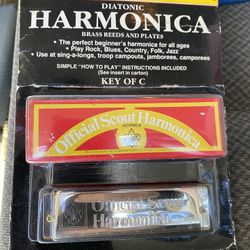 DIATONIC
HARMONICA
BRASS REEDS AND PLATES
• The perfect beginner's harmonica for all ages
• Play Rock, Blues, Country, Folk, Jazz
• Use at sing-a-longs, troop campouts, jamborees, camporees
SIMPLE "HOW TO PLAY" INSTRUCTIONS INCLUDED
(See insert in carton)
KEY OF C
Official Scout Harmonica
HOHNER
Official Scout
Harmonica